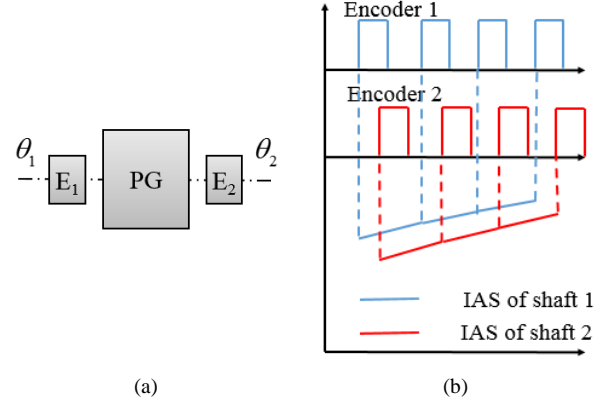 θ1
E1
PG
E2
θ2
(a)
Encoder 1
Encoder 2
IAS of shaft 1
IAS of shaft 2
(b)